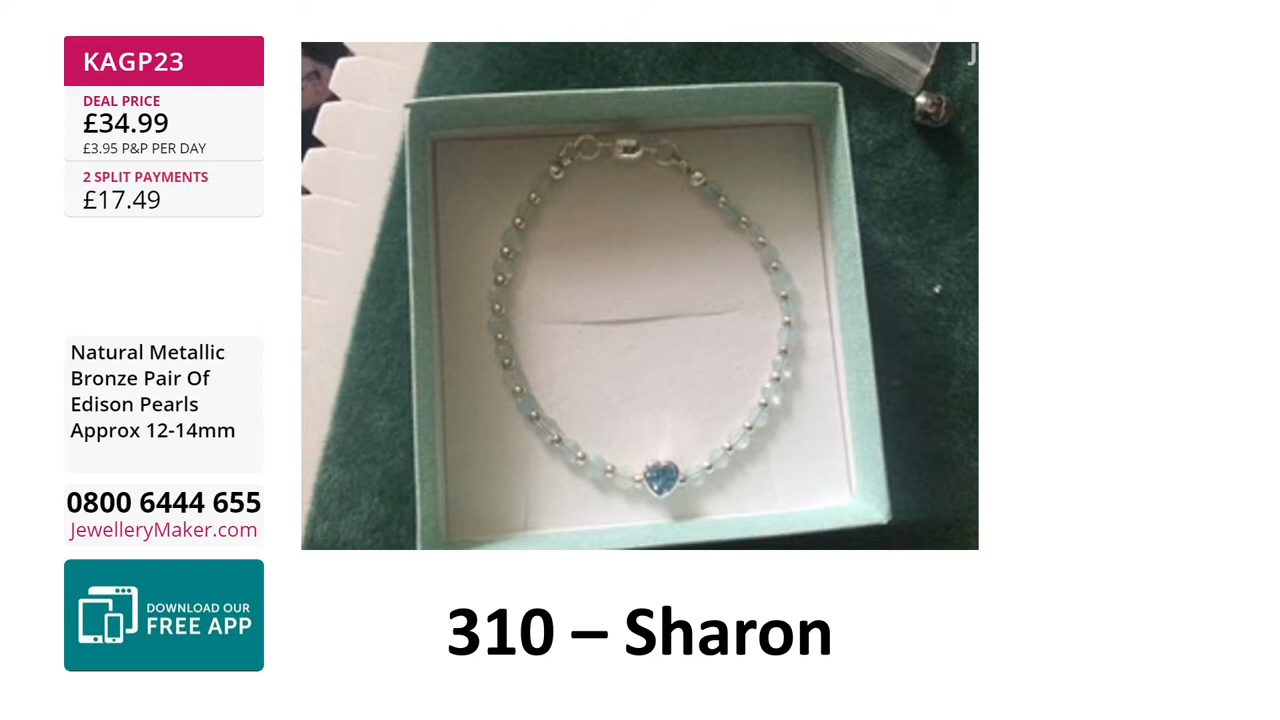 KAGP23
DEAL PRICE
£34.99
£3.95 P&P PER DAY
2 SPLIT PAYMENTS
£17.49
Natural Metallic
Bronze Pair Of
Edison Pearls
Approx 12-14mm
0800 6444 655
JewelleryMaker.com
DOWNLOAD OUR
FREE APP
J
310 – Sharon